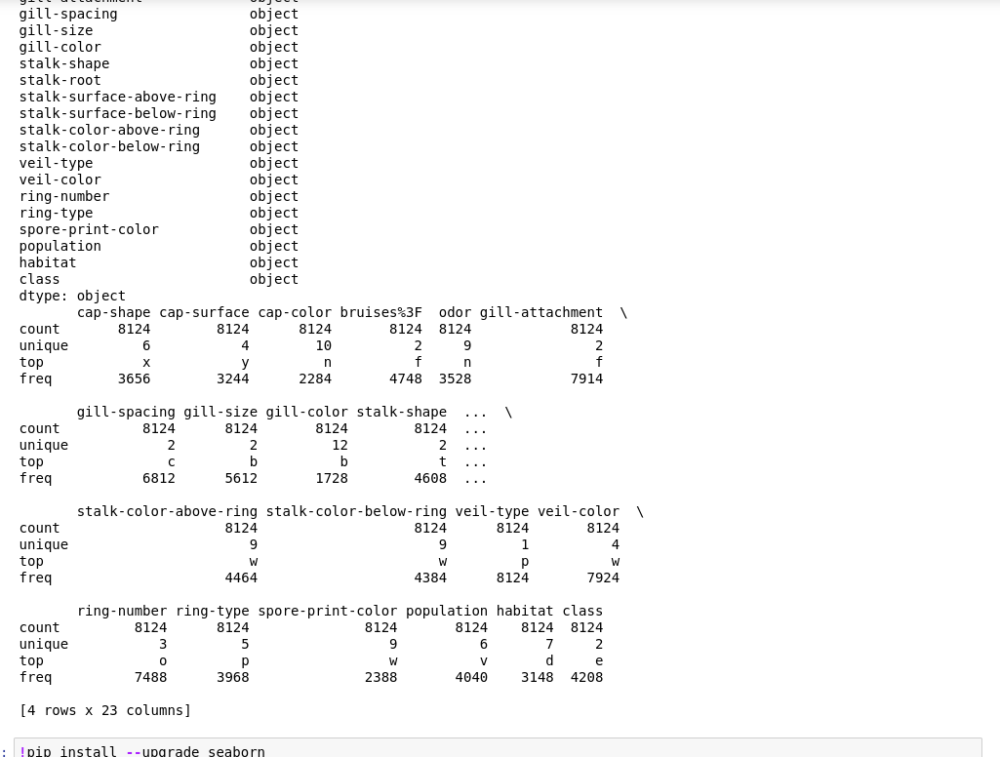 gill-attachment object
gill-spacing object
gill-size object
gill-color object
stalk-shape object
stalk-root object
stalk-surface-above-ring object
stalk-surface-below-ring object
stalk-color-above-ring object
stalk-color-below-ring object
veil-type object
veil-color object
ring-number object
ring-type object
spore-print-color object
population object
habitat object
class object
dtype: object
cap-shape cap-surface cap-color bruises%3F odor gill-attachment \
count 8124 8124 8124 8124 8124 8124
unique 6 4 10 2 9 2
top x y n f n f
freq 3656 3244 2284 4748 3528 7914
gill-spacing gill-size gill-color stalk-shape ... \
count 8124 8124 8124 8124 ...
unique 2 2 12 2 ...
top c b b t ...
freq 6812 5612 1728 4608 ...
stalk-color-above-ring stalk-color-below-ring veil-type veil-color \
count 8124 8124 8124 8124
unique 9 9 1 4
top w w p w
freq 4464 4384 8124 7924
ring-number ring-type spore-print-color population habitat class
count 8124 8124 8124 8124 8124 8124
unique 3 5 9 6 7 2
top o p w v d e
freq 7488 3968 2388 4040 3148 4208
[4 rows x 23 columns]
: !pip install --upgrade seaborn